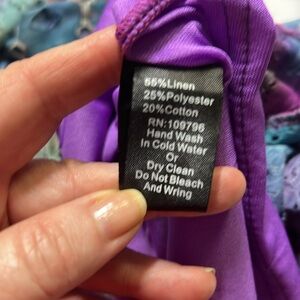 55%Linen
25%Polyester
20%Cotton
RN:109796
Hand Wash
In Cold Water
Or
Dry Clean
Do Not Bleach
And Wring